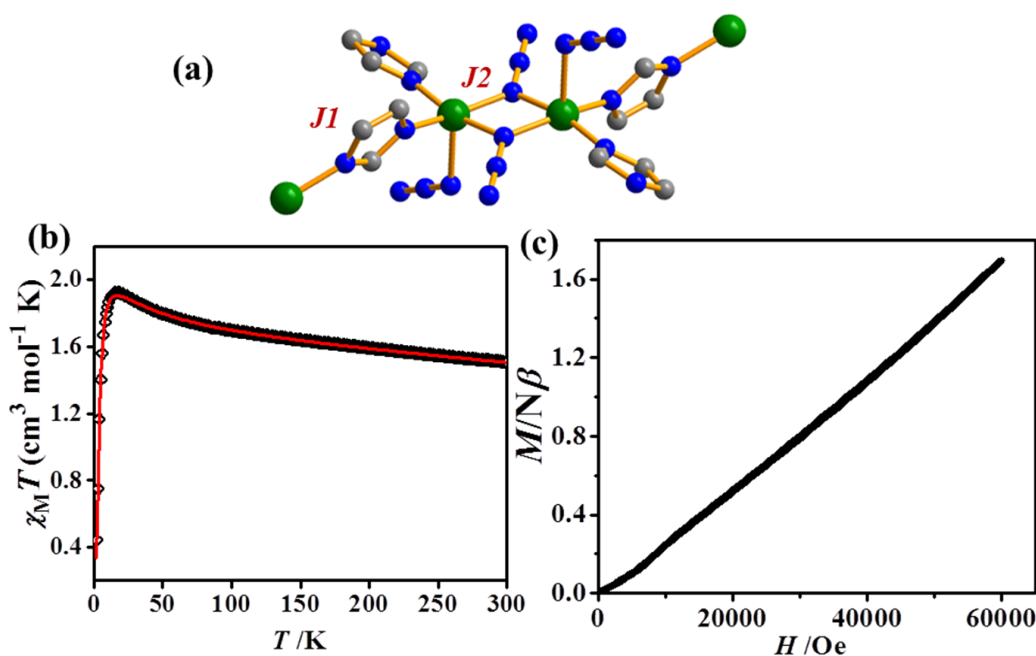 (a)
J2
J1
(b)
χMT (cm³ mol⁻¹ K)
2.0
1.6
1.2
0.8
0.4
0 50 100 150 200 250 300
T /K
(c)
M/Nβ
1.6
1.2
0.8
0.4
0.0
0 20000 40000 60000
H /Oe